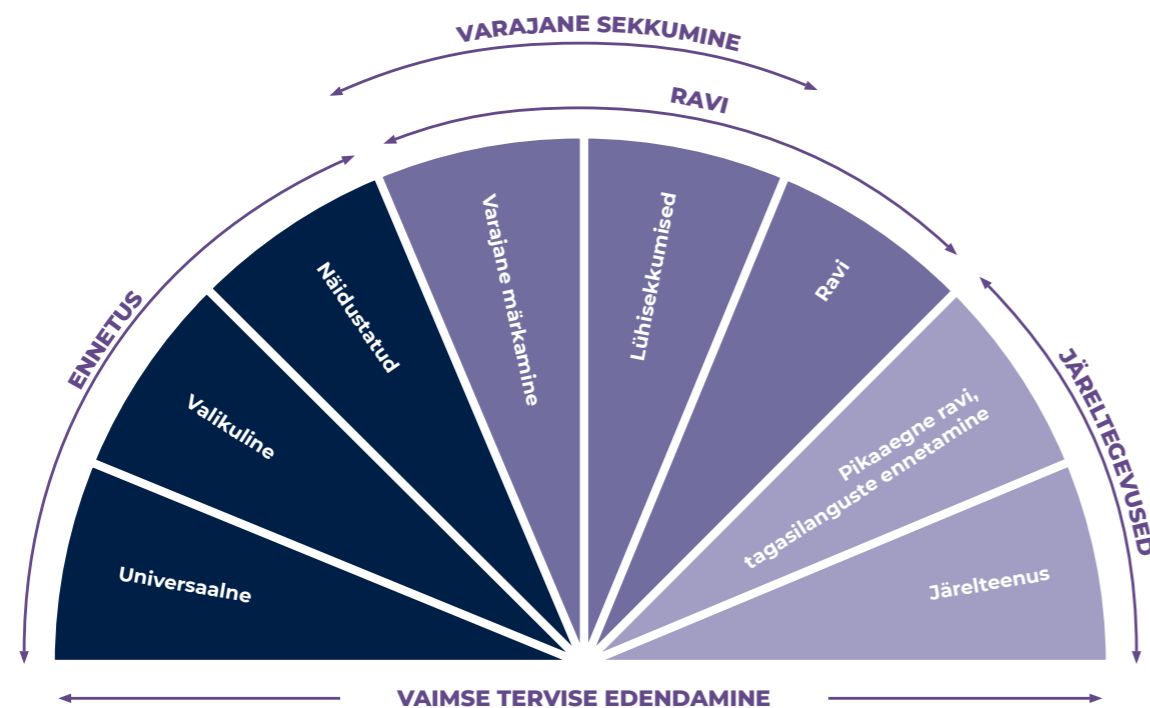 VARAJANE SEKKUMINE
RAVI
ENNETUS
JÄRELTEGEVUSED
Universaalne
Valikuline
Näidustatud
Varajane märkamine
Lühisekkumised
Ravi
Pikaaegne ravi,
tagasilanguste ennetamine
Järelteenus
VAIMSE TERVISE EDENDAMINE